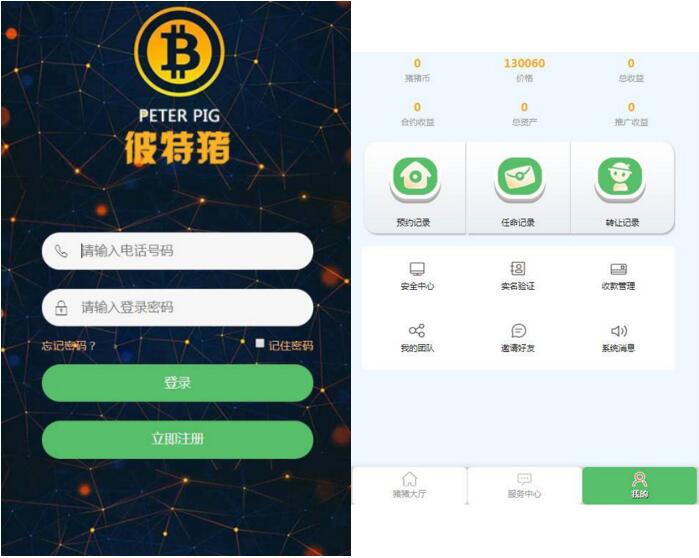 PETER PIG
彼特猪
请输入电话号码
请输入登录密码
忘记密码？
记住密码
登录
立即注册
0 130060 0
猪猪币 价格 总收益
0 0 0
合约收益 总资产 推广收益
预约记录 任命记录 转让记录
安全中心 实名验证 收款管理
我的团队 邀请好友 系统消息
猪猪大厅 服务中心 我的